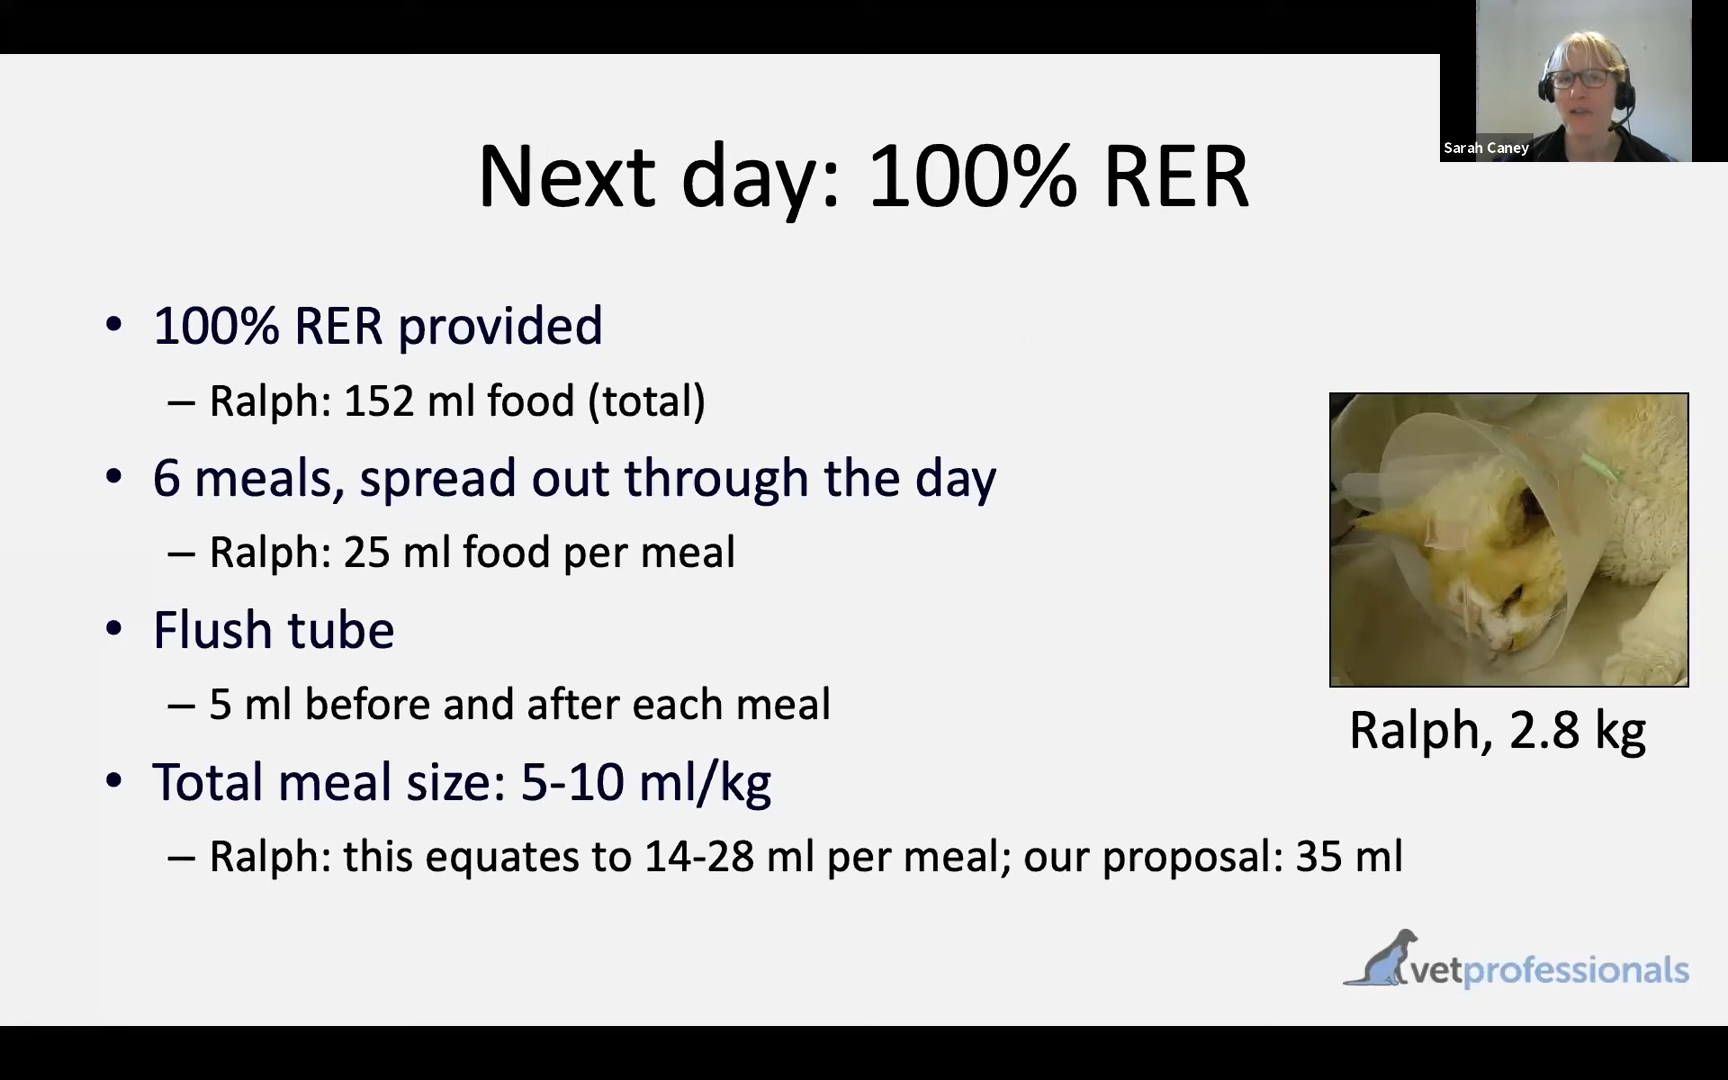 Sarah Caney
Next day: 100% RER
• 100% RER provided
– Ralph: 152 ml food (total)
• 6 meals, spread out through the day
– Ralph: 25 ml food per meal
• Flush tube
– 5 ml before and after each meal
• Total meal size: 5-10 ml/kg
– Ralph: this equates to 14-28 ml per meal; our proposal: 35 ml
Ralph, 2.8 kg
vetprofessionals